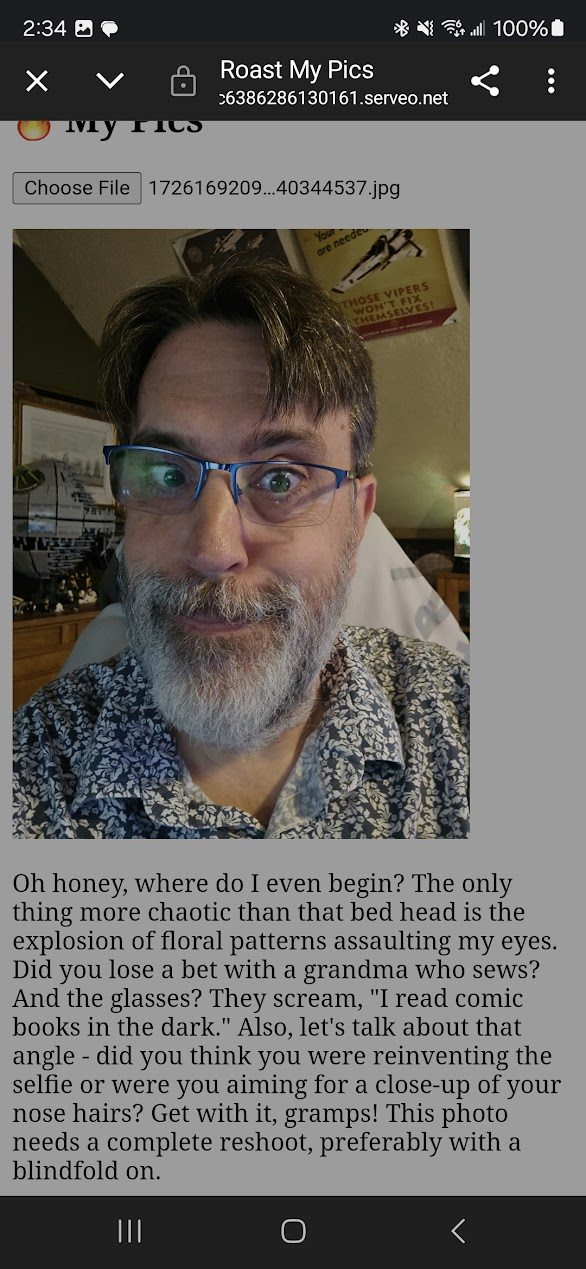 2:34 100%
Roast My Pics
c6386286130161.serveo.net
My Pics
Choose File 1726169209...40344537.jpg
Your
are needed
THOSE VIPERS
WON'T FIX
THEMSELVES!
Oh honey, where do I even begin? The only
thing more chaotic than that bed head is the
explosion of floral patterns assaulting my eyes.
Did you lose a bet with a grandma who sews?
And the glasses? They scream, "I read comic
books in the dark." Also, let's talk about that
angle - did you think you were reinventing the
selfie or were you aiming for a close-up of your
nose hairs? Get with it, gramps! This photo
needs a complete reshoot, preferably with a
blindfold on.